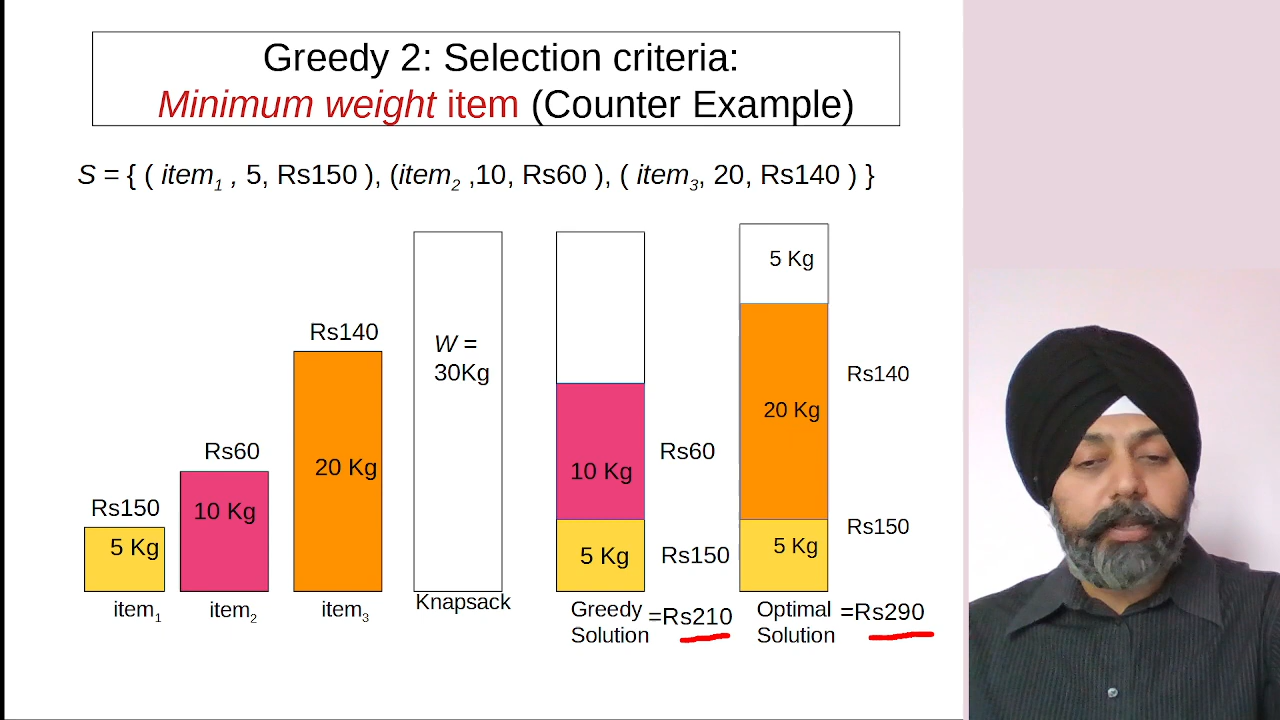 Greedy 2: Selection criteria:
Minimum weight item (Counter Example)
S = { ( item1 , 5, Rs150 ), (item2 ,10, Rs60 ), ( item3, 20, Rs140 ) }
Rs150
5 Kg
item1
Rs60
10 Kg
item2
Rs140
20 Kg
item3
W =
30Kg
Knapsack
10 Kg
Rs60
5 Kg
Rs150
Greedy
Solution
=Rs210
5 Kg
20 Kg
Rs140
5 Kg
Rs150
Optimal
Solution
=Rs290